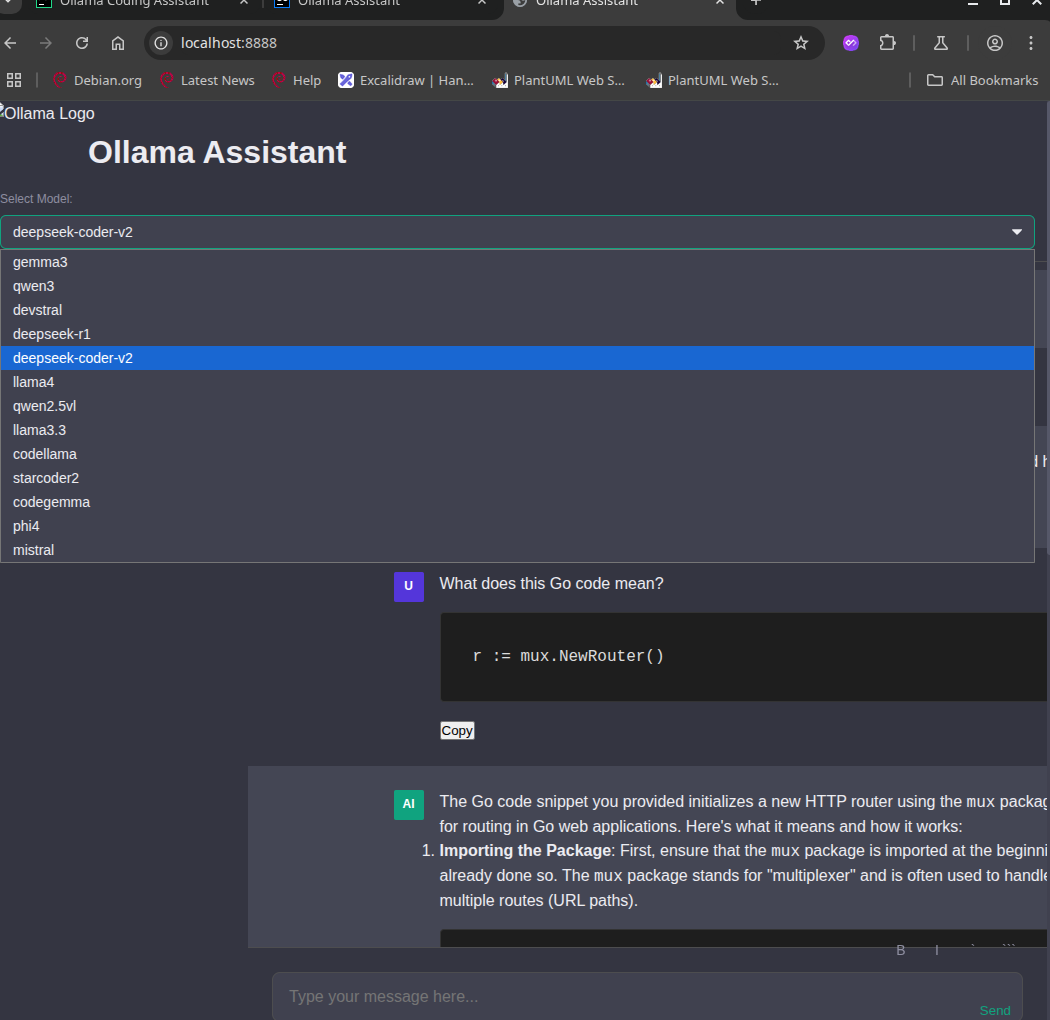 Ollama Coding Assistant
Ollama Assistant
Ollama Assistant
localhost:8888
Debian.org
Latest News
Help
Excalidraw | Han...
PlantUML Web S...
PlantUML Web S...
All Bookmarks
Ollama Logo
Ollama Assistant
Select Model:
deepseek-coder-v2
gemma3
qwen3
devstral
deepseek-r1
deepseek-coder-v2
llama4
qwen2.5vl
llama3.3
codellama
starcoder2
codegemma
phi4
mistral
U
What does this Go code mean?
r := mux.NewRouter()
Copy
AI
The Go code snippet you provided initializes a new HTTP router using the mux packag
for routing in Go web applications. Here's what it means and how it works:
1. Importing the Package: First, ensure that the mux package is imported at the beginni
already done so. The mux package stands for "multiplexer" and is often used to handle
multiple routes (URL paths).
B I ` ```
Type your message here...
Send